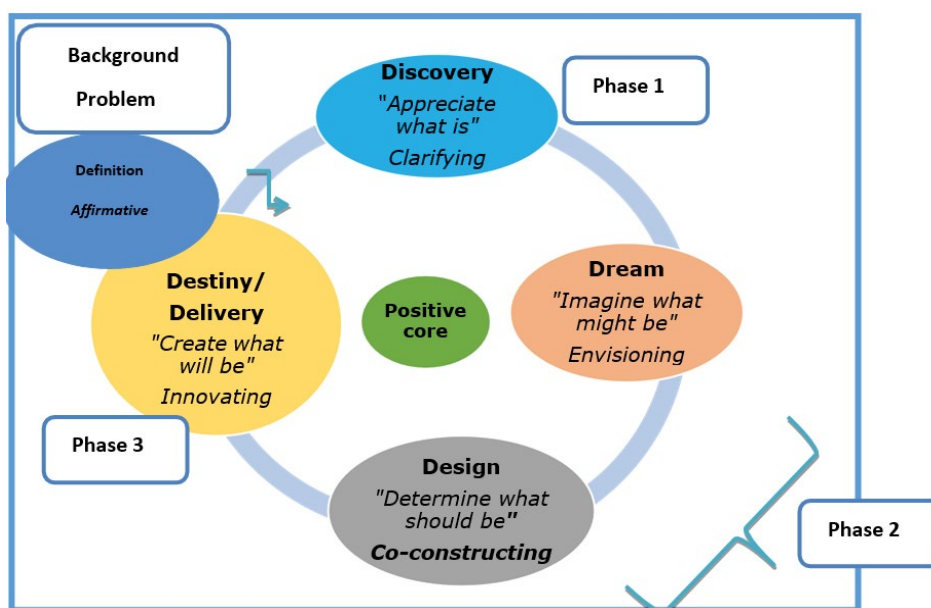 Background
Problem
Definition
Affirmative
Discovery
"Appreciate
what is"
Clarifying
Phase 1
Dream
"Imagine what
might be"
Envisioning
Positive
core
Destiny/
Delivery
"Create what
will be"
Innovating
Phase 3
Design
"Determine what
should be"
Co-constructing
Phase 2